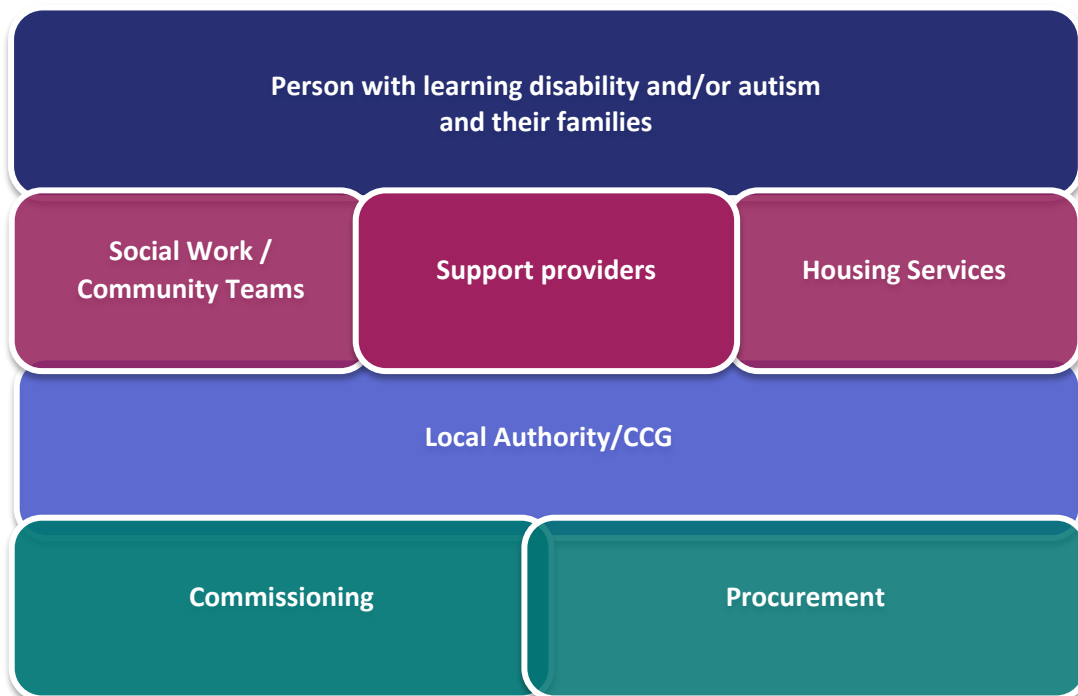 Person with learning disability and/or autism
and their families
Social Work /
Community Teams
Support providers
Housing Services
Local Authority/CCG
Commissioning
Procurement